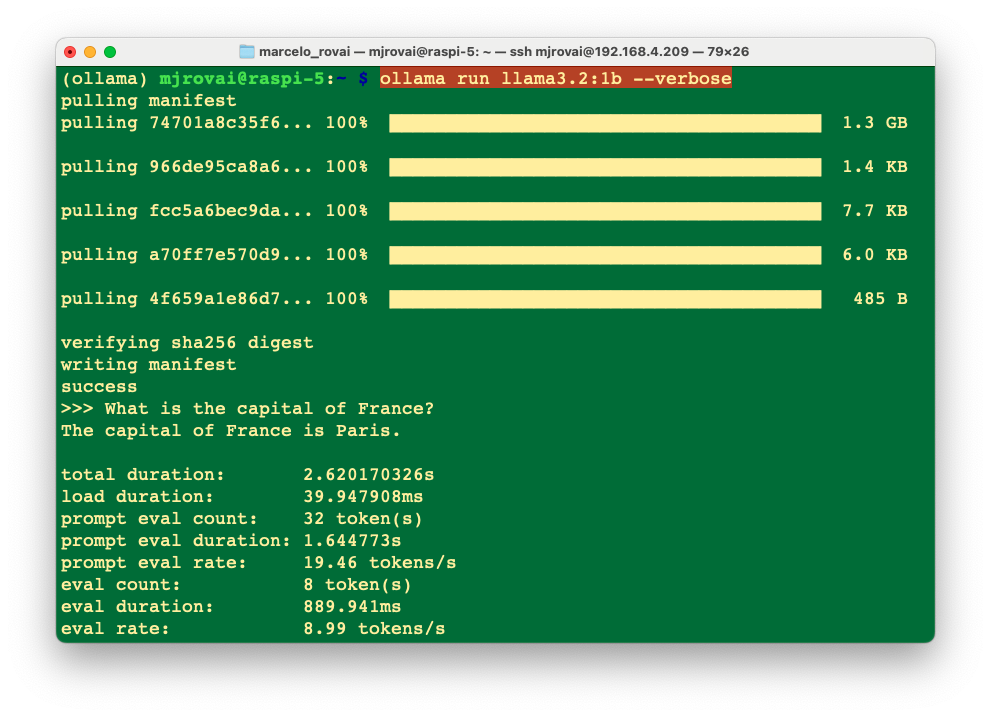 marcelo_rovai — mjrovai@raspi-5: ~ — ssh mjrovai@192.168.4.209 — 79×26
(ollama) mjrovai@raspi-5:~ $ ollama run llama3.2:1b --verbose
pulling manifest
pulling 74701a8c35f6... 100% 1.3 GB
pulling 966de95ca8a6... 100% 1.4 KB
pulling fcc5a6bec9da... 100% 7.7 KB
pulling a70ff7e570d9... 100% 6.0 KB
pulling 4f659a1e86d7... 100% 485 B
verifying sha256 digest
writing manifest
success
>>> What is the capital of France?
The capital of France is Paris.
total duration: 2.620170326s
load duration: 39.947908ms
prompt eval count: 32 token(s)
prompt eval duration: 1.644773s
prompt eval rate: 19.46 tokens/s
eval count: 8 token(s)
eval duration: 889.941ms
eval rate: 8.99 tokens/s